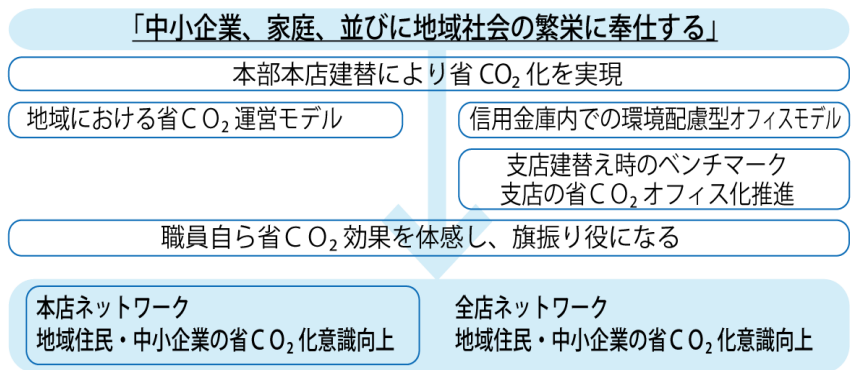 「中小企業、家庭、並びに地域社会の繁栄に奉仕する」
本部本店建替により省CO₂化を実現
地域における省ＣＯ₂運営モデル
信用金庫内での環境配慮型オフィスモデル
支店建替え時のベンチマーク
支店の省ＣＯ₂オフィス化推進
職員自ら省ＣＯ₂効果を体感し、旗振り役になる
本店ネットワーク
地域住民・中小企業の省ＣＯ₂化意識向上
全店ネットワーク
地域住民・中小企業の省ＣＯ₂化意識向上